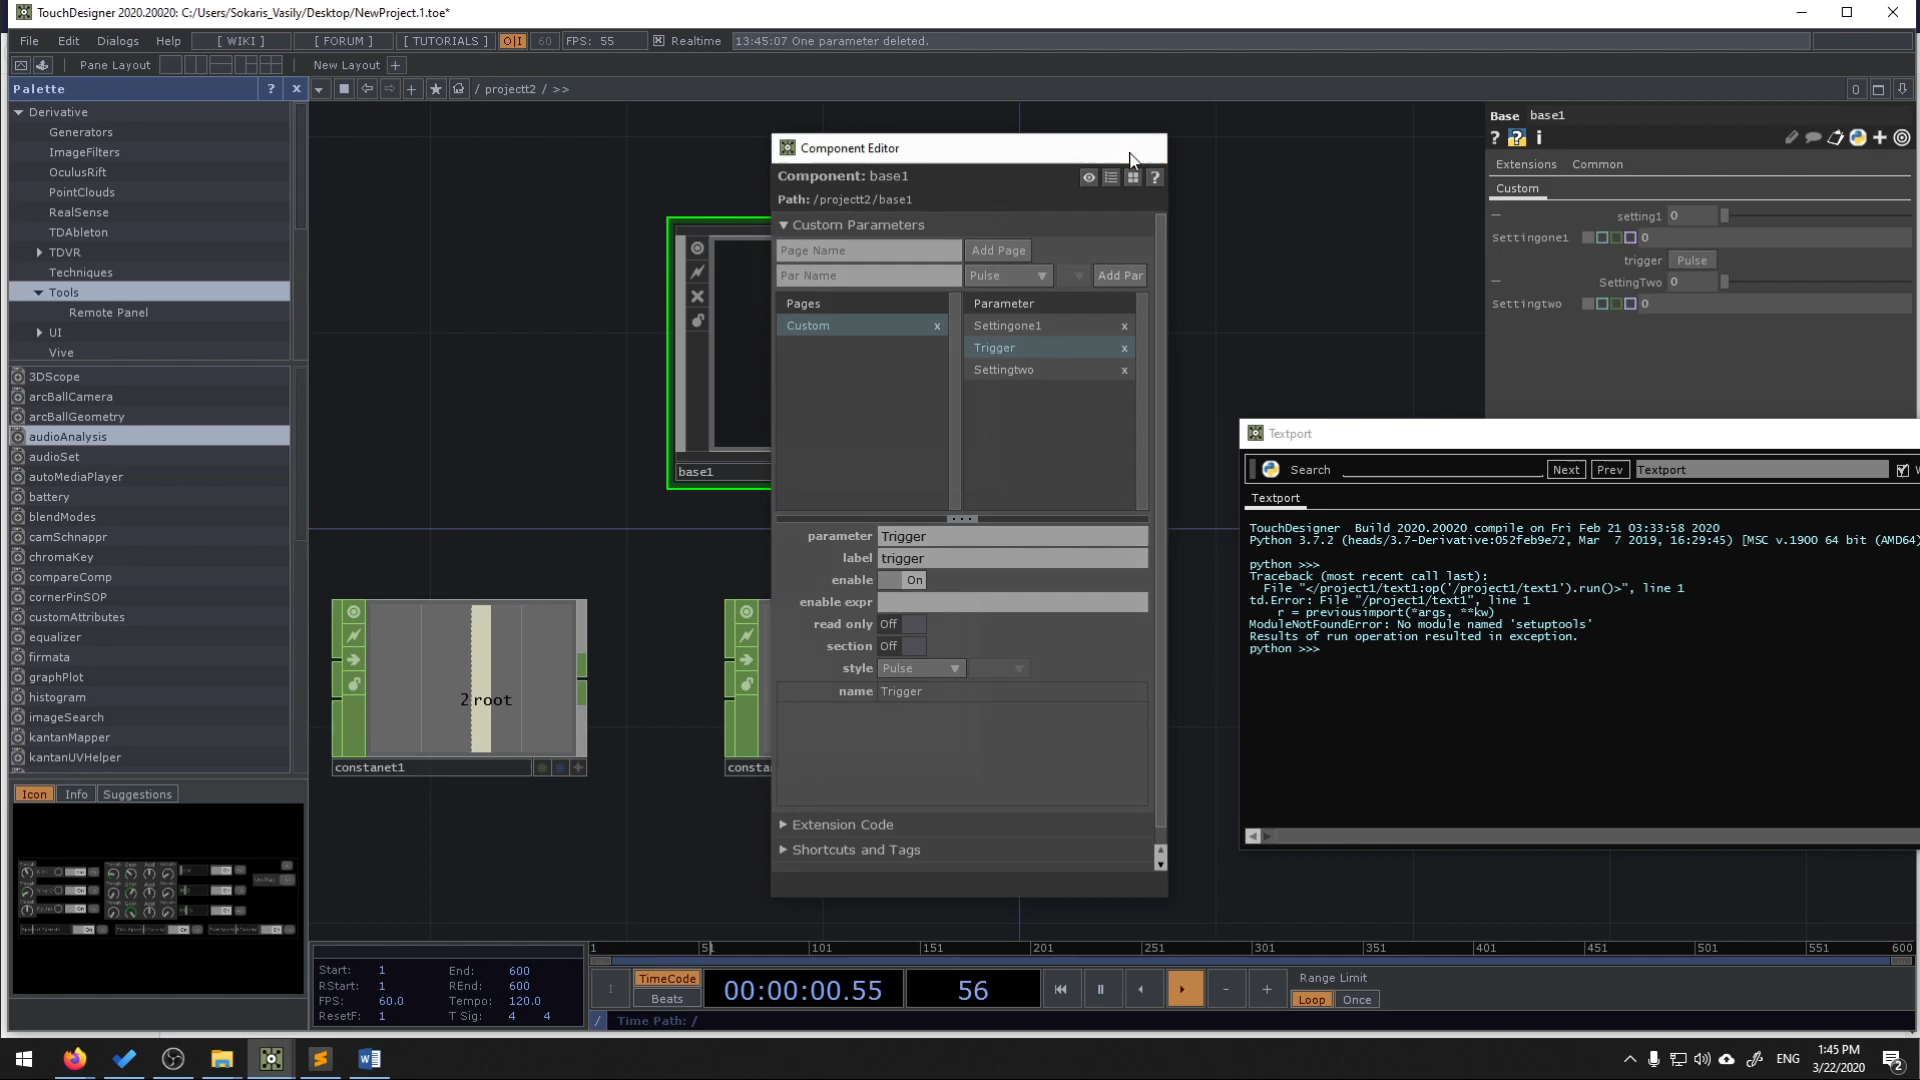 TouchDesigner 2020.20020: C:/Users/Sokaris_Vasily/Desktop/NewProject.1.toe*
File Edit Dialogs Help [ WIKI ] [ FORUM ] [ TUTORIALS ] O|I 60 FPS: 55 Realtime 13:45:07 One parameter deleted.
Pane Layout New Layout +
Palette ? x / projectt2 / >> 0
Derivative
Generators
ImageFilters
OculusRift
PointClouds
RealSense
TDAbleton
TDVR
Techniques
Tools
Remote Panel
UI
Vive
3DScope
arcBallCamera
arcBallGeometry
audioAnalysis
audioSet
autoMediaPlayer
battery
blendModes
camSchnappr
chromaKey
compareComp
cornerPinSOP
customAttributes
equalizer
firmata
graphPlot
histogram
imageSearch
kantanMapper
kantanUVHelper
Icon Info Suggestions
base1
2 root
constanet1
consta
Component Editor
Component: base1 ?
Path: /projectt2/base1
Custom Parameters
Page Name Add Page
Par Name Pulse Add Par
Pages Parameter
Custom x Settingone1 x
Trigger x
Settingtwo x
parameter Trigger
label trigger
enable On
enable expr
read only Off
section Off
style Pulse
name Trigger
Extension Code
Shortcuts and Tags
Base base1
? ? i
Extensions Common
Custom
setting1 0
Settingone1 0
trigger Pulse
SettingTwo 0
Settingtwo 0
Textport
Search Next Prev Textport
Textport
TouchDesigner Build 2020.20020 compile on Fri Feb 21 03:33:58 2020
Python 3.7.2 (heads/3.7-Derivative:052feb9e72, Mar 7 2019, 16:29:45) [MSC v.1900 64 bit (AMD64)
python >>>
Traceback (most recent call last):
File "</project1/text1:op('/project1/text1').run()>", line 1
td.Error: File "/project1/text1", line 1
r = previousimport(*args, **kw)
ModuleNotFoundError: No module named 'setuptools'
Results of run operation resulted in exception.
python >>>
1 51 101 151 201 251 301 351 401 451 501 551 600
Start: 1 End: 600
RStart: 1 REnd: 600
FPS: 60.0 Tempo: 120.0
ResetF: 1 T Sig: 4 4
1 TimeCode Beats 00:00:00.55 56 - + Range Limit
Loop Once
/ Time Path: /
ENG 1:45 PM
3/22/2020 2